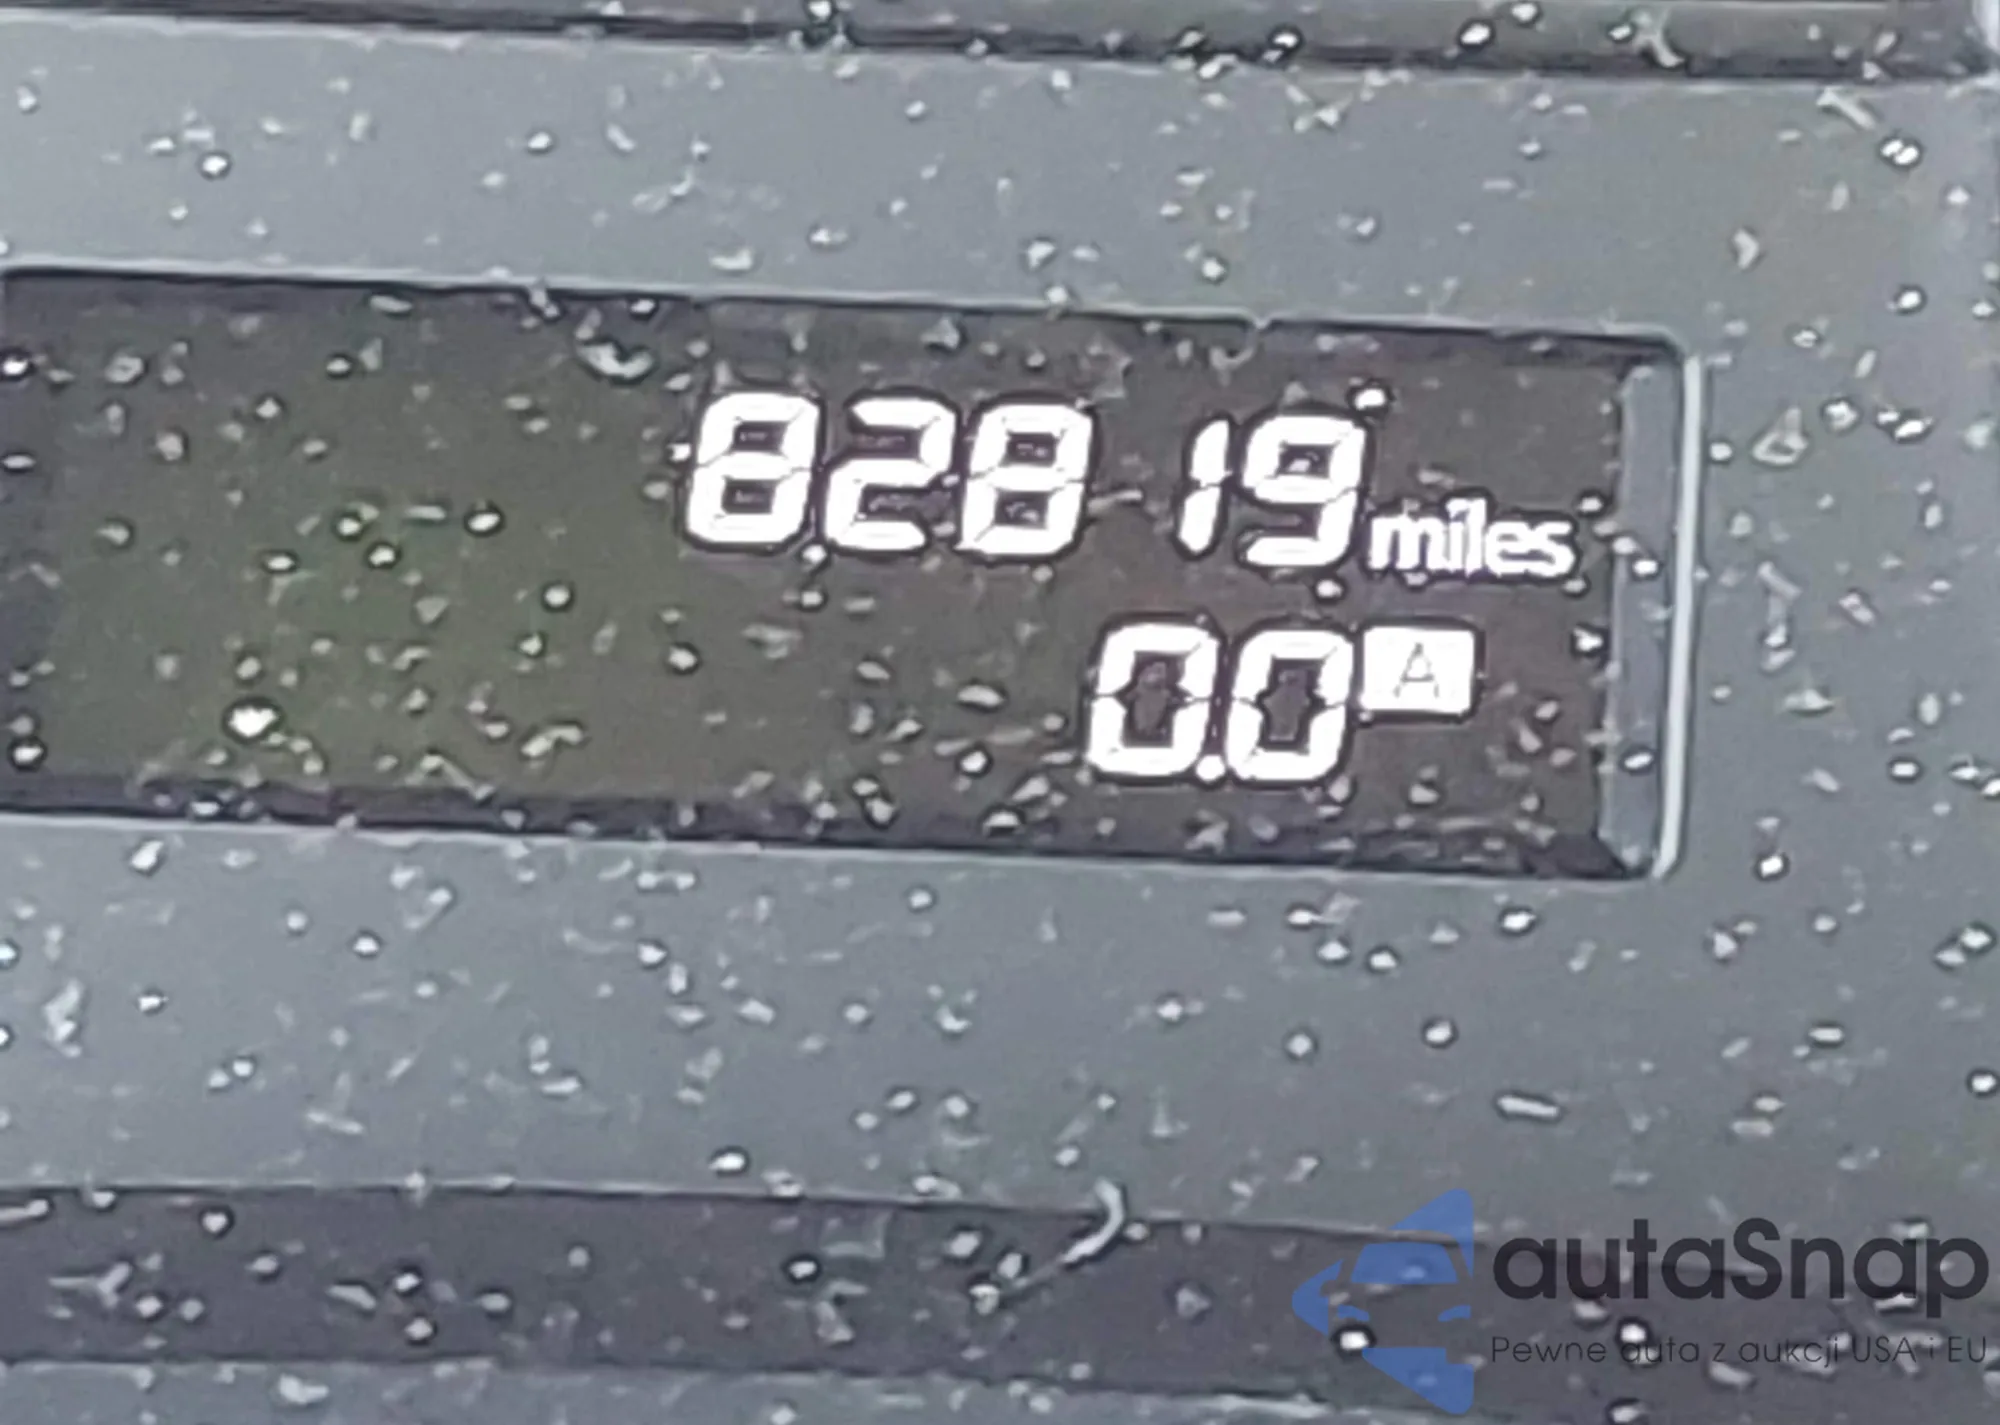 82819 miles
0.0 A
autaSnap
Pewne auta z aukcji USA i EU